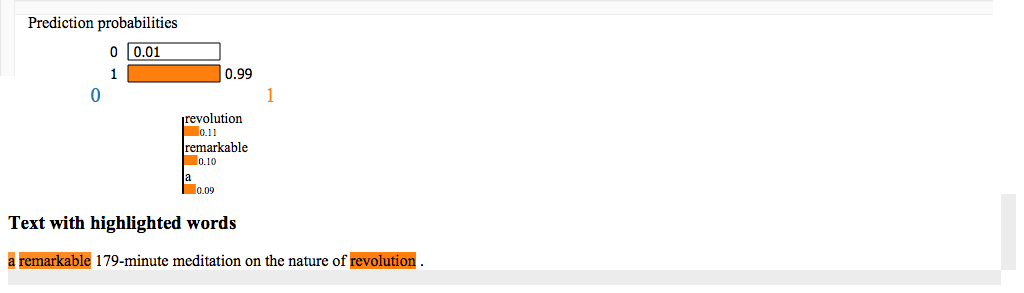 Prediction probabilities
0 0.01
1 0.99
0 1
revolution
0.11
remarkable
0.10
a
0.09
Text with highlighted words
a remarkable 179-minute meditation on the nature of revolution .